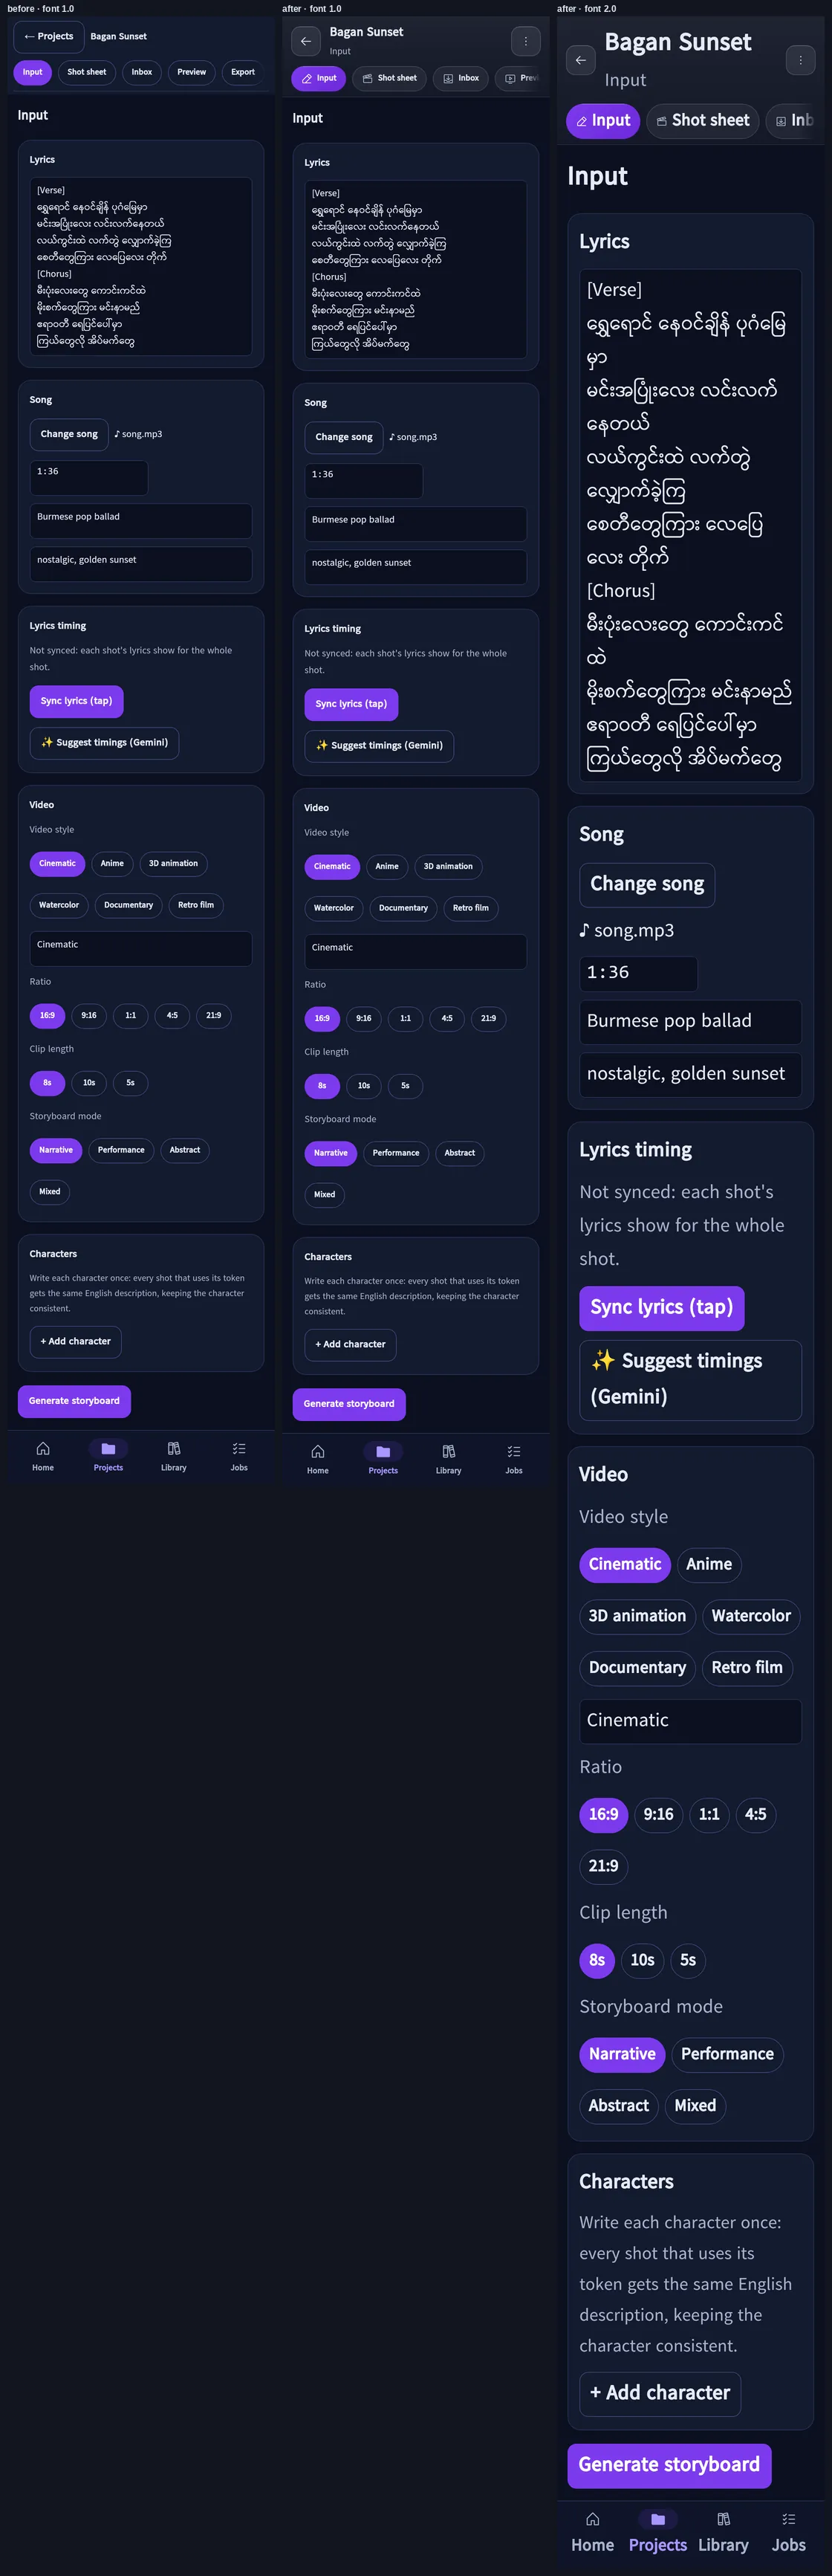 before · font 1.0
← Projects
Bagan Sunset
Input
Shot sheet
Inbox
Preview
Export
Input
Lyrics
[Verse]
ရွှေရောင် နေဝင်ချိန် ပုဂံမြေမှာ
မင်းအပြုံးလေး လင်းလက်နေတယ်
လယ်ကွင်းထဲ လက်တွဲ လျှောက်ခဲ့ကြ
စေတီတွေကြား လေပြေလေး တိုက်
[Chorus]
မီးပုံးလေးတွေ ကောင်းကင်ထဲ
မိုးစက်တွေကြား မင်းနာမည်
ဧရာဝတီ ရေပြင်ပေါ်မှာ
ကြယ်တွေလို အိပ်မက်တွေ
Song
Change song
♪ song.mp3
1:36
Burmese pop ballad
nostalgic, golden sunset
Lyrics timing
Not synced: each shot's lyrics show for the whole
shot.
Sync lyrics (tap)
✨ Suggest timings (Gemini)
Video
Video style
Cinematic
Anime
3D animation
Watercolor
Documentary
Retro film
Cinematic
Ratio
16:9
9:16
1:1
4:5
21:9
Clip length
8s
10s
5s
Storyboard mode
Narrative
Performance
Abstract
Mixed
Characters
Write each character once: every shot that uses its token
gets the same English description, keeping the character
consistent.
+ Add character
Generate storyboard
Home
Projects
Library
Jobs
after · font 1.0
←
Bagan Sunset
Input
Input
Shot sheet
Inbox
Previ
Input
Lyrics
[Verse]
ရွှေရောင် နေဝင်ချိန် ပုဂံမြေမှာ
မင်းအပြုံးလေး လင်းလက်နေတယ်
လယ်ကွင်းထဲ လက်တွဲ လျှောက်ခဲ့ကြ
စေတီတွေကြား လေပြေလေး တိုက်
[Chorus]
မီးပုံးလေးတွေ ကောင်းကင်ထဲ
မိုးစက်တွေကြား မင်းနာမည်
ဧရာဝတီ ရေပြင်ပေါ်မှာ
ကြယ်တွေလို အိပ်မက်တွေ
Song
Change song
♪ song.mp3
1:36
Burmese pop ballad
nostalgic, golden sunset
Lyrics timing
Not synced: each shot's lyrics show for the whole
shot.
Sync lyrics (tap)
✨ Suggest timings (Gemini)
Video
Video style
Cinematic
Anime
3D animation
Watercolor
Documentary
Retro film
Cinematic
Ratio
16:9
9:16
1:1
4:5
21:9
Clip length
8s
10s
5s
Storyboard mode
Narrative
Performance
Abstract
Mixed
Characters
Write each character once: every shot that uses its token
gets the same English description, keeping the character
consistent.
+ Add character
Generate storyboard
Home
Projects
Library
Jobs
after · font 2.0
←
Bagan Sunset
Input
Input
Shot sheet
Inb
Input
Lyrics
[Verse]
ရွှေရောင် နေဝင်ချိန် ပုဂံမြေ
မှာ
မင်းအပြုံးလေး လင်းလက်
နေတယ်
လယ်ကွင်းထဲ လက်တွဲ
လျှောက်ခဲ့ကြ
စေတီတွေကြား လေပြေ
လေး တိုက်
[Chorus]
မီးပုံးလေးတွေ ကောင်းကင်
ထဲ
မိုးစက်တွေကြား မင်းနာမည်
ဧရာဝတီ ရေပြင်ပေါ်မှာ
ကြယ်တွေလို အိပ်မက်တွေ
Song
Change song
♪ song.mp3
1:36
Burmese pop ballad
nostalgic, golden sunset
Lyrics timing
Not synced: each shot's
lyrics show for the whole
shot.
Sync lyrics (tap)
✨ Suggest timings
(Gemini)
Video
Video style
Cinematic
Anime
3D animation
Watercolor
Documentary
Retro film
Cinematic
Ratio
16:9
9:16
1:1
4:5
21:9
Clip length
8s
10s
5s
Storyboard mode
Narrative
Performance
Abstract
Mixed
Characters
Write each character once:
every shot that uses its
token gets the same English
description, keeping the
character consistent.
+ Add character
Generate storyboard
Home
Projects
Library
Jobs